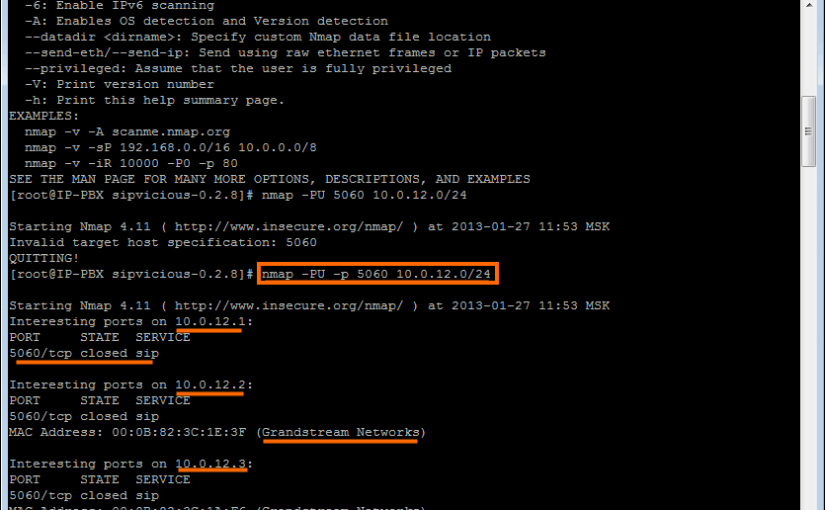 -6: Enable IPv6 scanning
-A: Enables OS detection and Version detection
--datadir <dirname>: Specify custom Nmap data file location
--send-eth/--send-ip: Send using raw ethernet frames or IP packets
--privileged: Assume that the user is fully privileged
-V: Print version number
-h: Print this help summary page.
EXAMPLES:
nmap -v -A scanme.nmap.org
nmap -v -sP 192.168.0.0/16 10.0.0.0/8
nmap -v -iR 10000 -P0 -p 80
SEE THE MAN PAGE FOR MANY MORE OPTIONS, DESCRIPTIONS, AND EXAMPLES
[root@IP-PBX sipvicious-0.2.8]# nmap -PU 5060 10.0.12.0/24
Starting Nmap 4.11 ( http://www.insecure.org/nmap/ ) at 2013-01-27 11:53 MSK
Invalid target host specification: 5060
QUITTING!
[root@IP-PBX sipvicious-0.2.8]# nmap -PU -p 5060 10.0.12.0/24
Starting Nmap 4.11 ( http://www.insecure.org/nmap/ ) at 2013-01-27 11:53 MSK
Interesting ports on 10.0.12.1:
PORT STATE SERVICE
5060/tcp closed sip
Interesting ports on 10.0.12.2:
PORT STATE SERVICE
5060/tcp closed sip
MAC Address: 00:0B:82:3C:1E:3F (Grandstream Networks)
Interesting ports on 10.0.12.3:
PORT STATE SERVICE
5060/tcp closed sip
MAC Address: (Grandstream Networks)